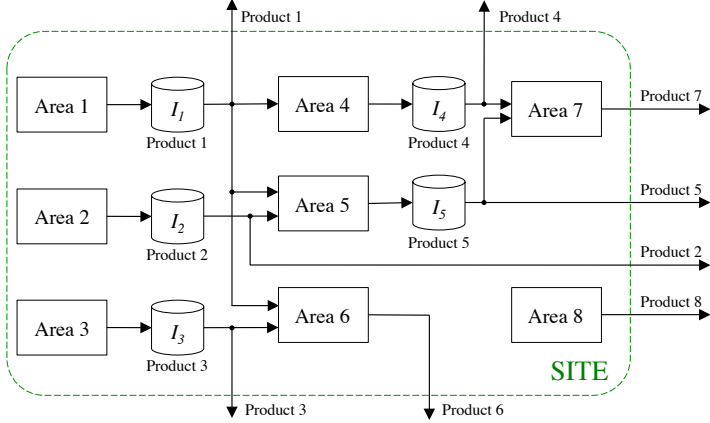 Product 1
Product 4
Area 1
I1
Product 1
Area 4
I4
Product 4
Area 7
Product 7
Area 2
I2
Product 2
Area 5
I5
Product 5
Product 5
Product 2
Area 3
I3
Product 3
Area 6
Area 8
Product 8
SITE
Product 3
Product 6